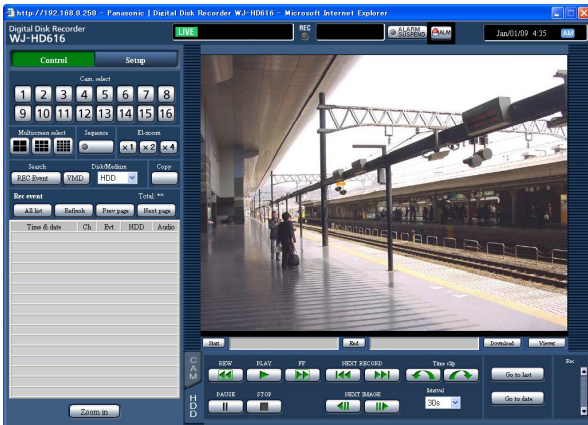 http://192.168.0.250 - Panasonic | Digital Disk Recorder WJ-HD616 - Microsoft Internet Explorer
Digital Disk Recorder
WJ-HD616
LIVE
REC
ALARM SUSPEND
ALM
Jan/01/09 4:35 AM
Control Setup
Cam. select
1 2 3 4 5 6 7 8
9 10 11 12 13 14 15 16
Multiscreen select Sequence El-zoom
×1 ×2 ×4
Search Disk/Medium Copy
REC Event VMD HDD
Rec event Total: **
All list Refresh Prev page Next page
Time & date Ch Evt HDD Audio
Zoom in
Start End Download Viewer
CAM
HDD
REW PLAY FF NEXT RECORD Time slip
PAUSE STOP NEXT IMAGE Interval
30s
Go to last
Go to date
Rec